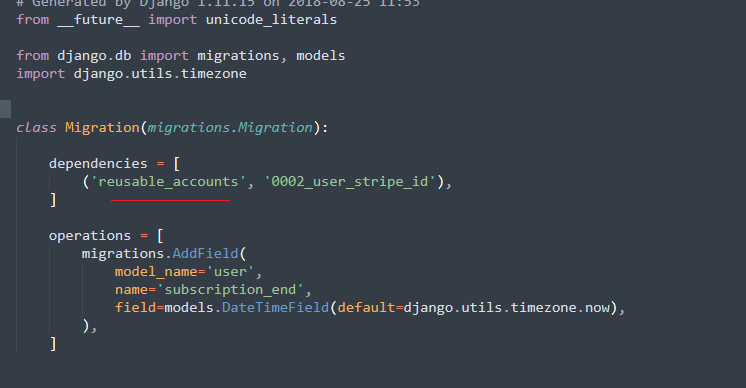 # Generated by Django 1.11.15 on 2018-08-25 11:53
from __future__ import unicode_literals
from django.db import migrations, models
import django.utils.timezone
class Migration(migrations.Migration):
dependencies = [
('reusable_accounts', '0002_user_stripe_id'),
]
operations = [
migrations.AddField(
model_name='user',
name='subscription_end',
field=models.DateTimeField(default=django.utils.timezone.now),
),
]